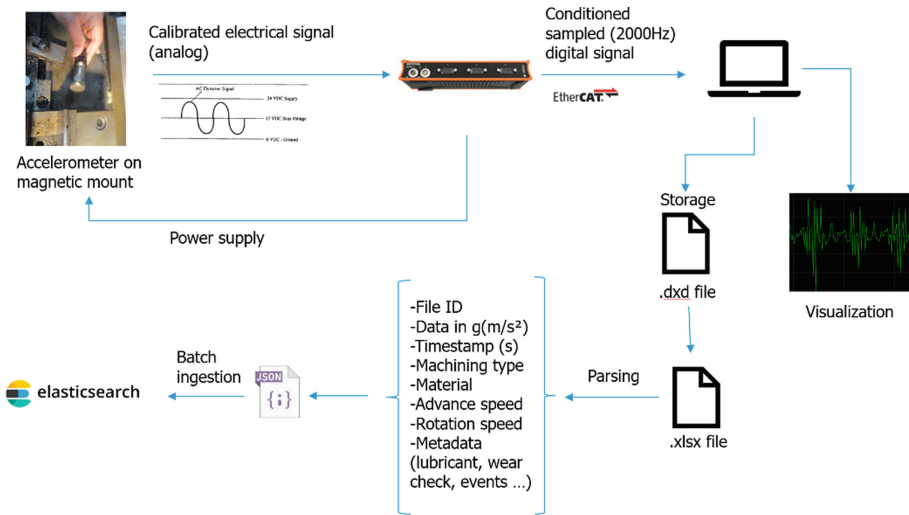 Calibrated electrical signal
(analog)
AC Dynamic Signal
24 VDC Supply
12 VDC Bias Voltage
0 VDC - Ground
Conditioned
sampled (2000Hz)
digital signal
EtherCAT
Accelerometer on
magnetic mount
Power supply
Storage
.dxd file
Visualization
-File ID
-Data in g(m/s²)
-Timestamp (s)
-Machining type
-Material
-Advance speed
-Rotation speed
-Metadata
(lubricant, wear
check, events ...)
Parsing
.xlsx file
Batch
ingestion
JSON
{;}
elasticsearch